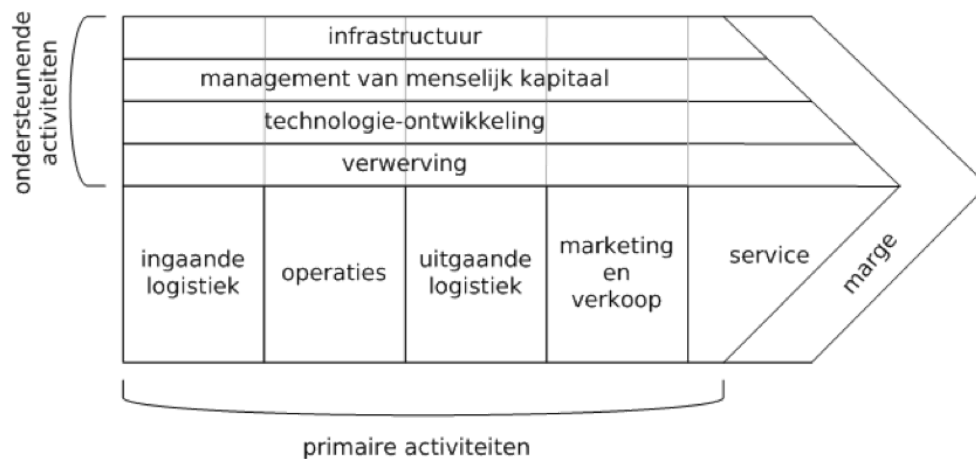 ondersteunende
activiteiten
infrastructuur
management van menselijk kapitaal
technologie-ontwikkeling
verwerving
ingaande
logistiek
operaties
uitgaande
logistiek
marketing
en
verkoop
service
marge
primaire activiteiten